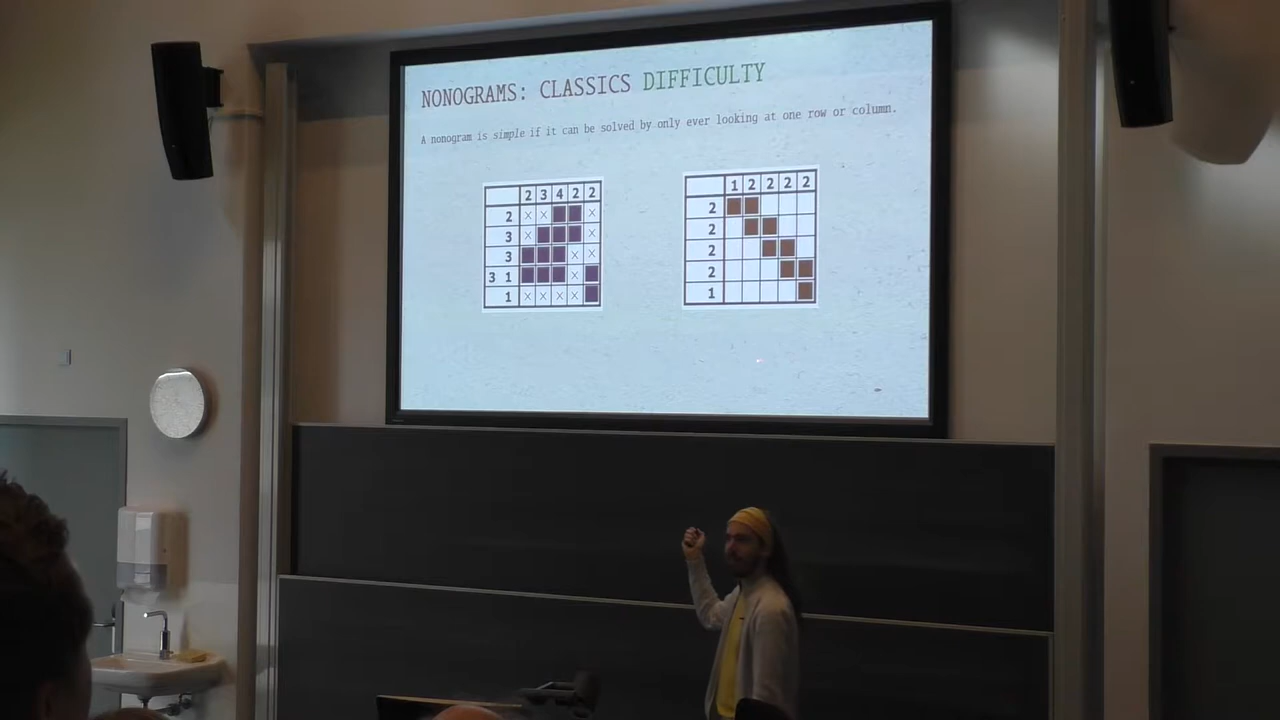 NONOGRAMS: CLASSICS DIFFICULTY
A nonogram is simple if it can be solved by only ever looking at one row or column.
2 3 4 2 2
2 x x x
3 x x
3 x x
3 1 x
1 x x x x
1 2 2 2 2
2
2
2
2
1